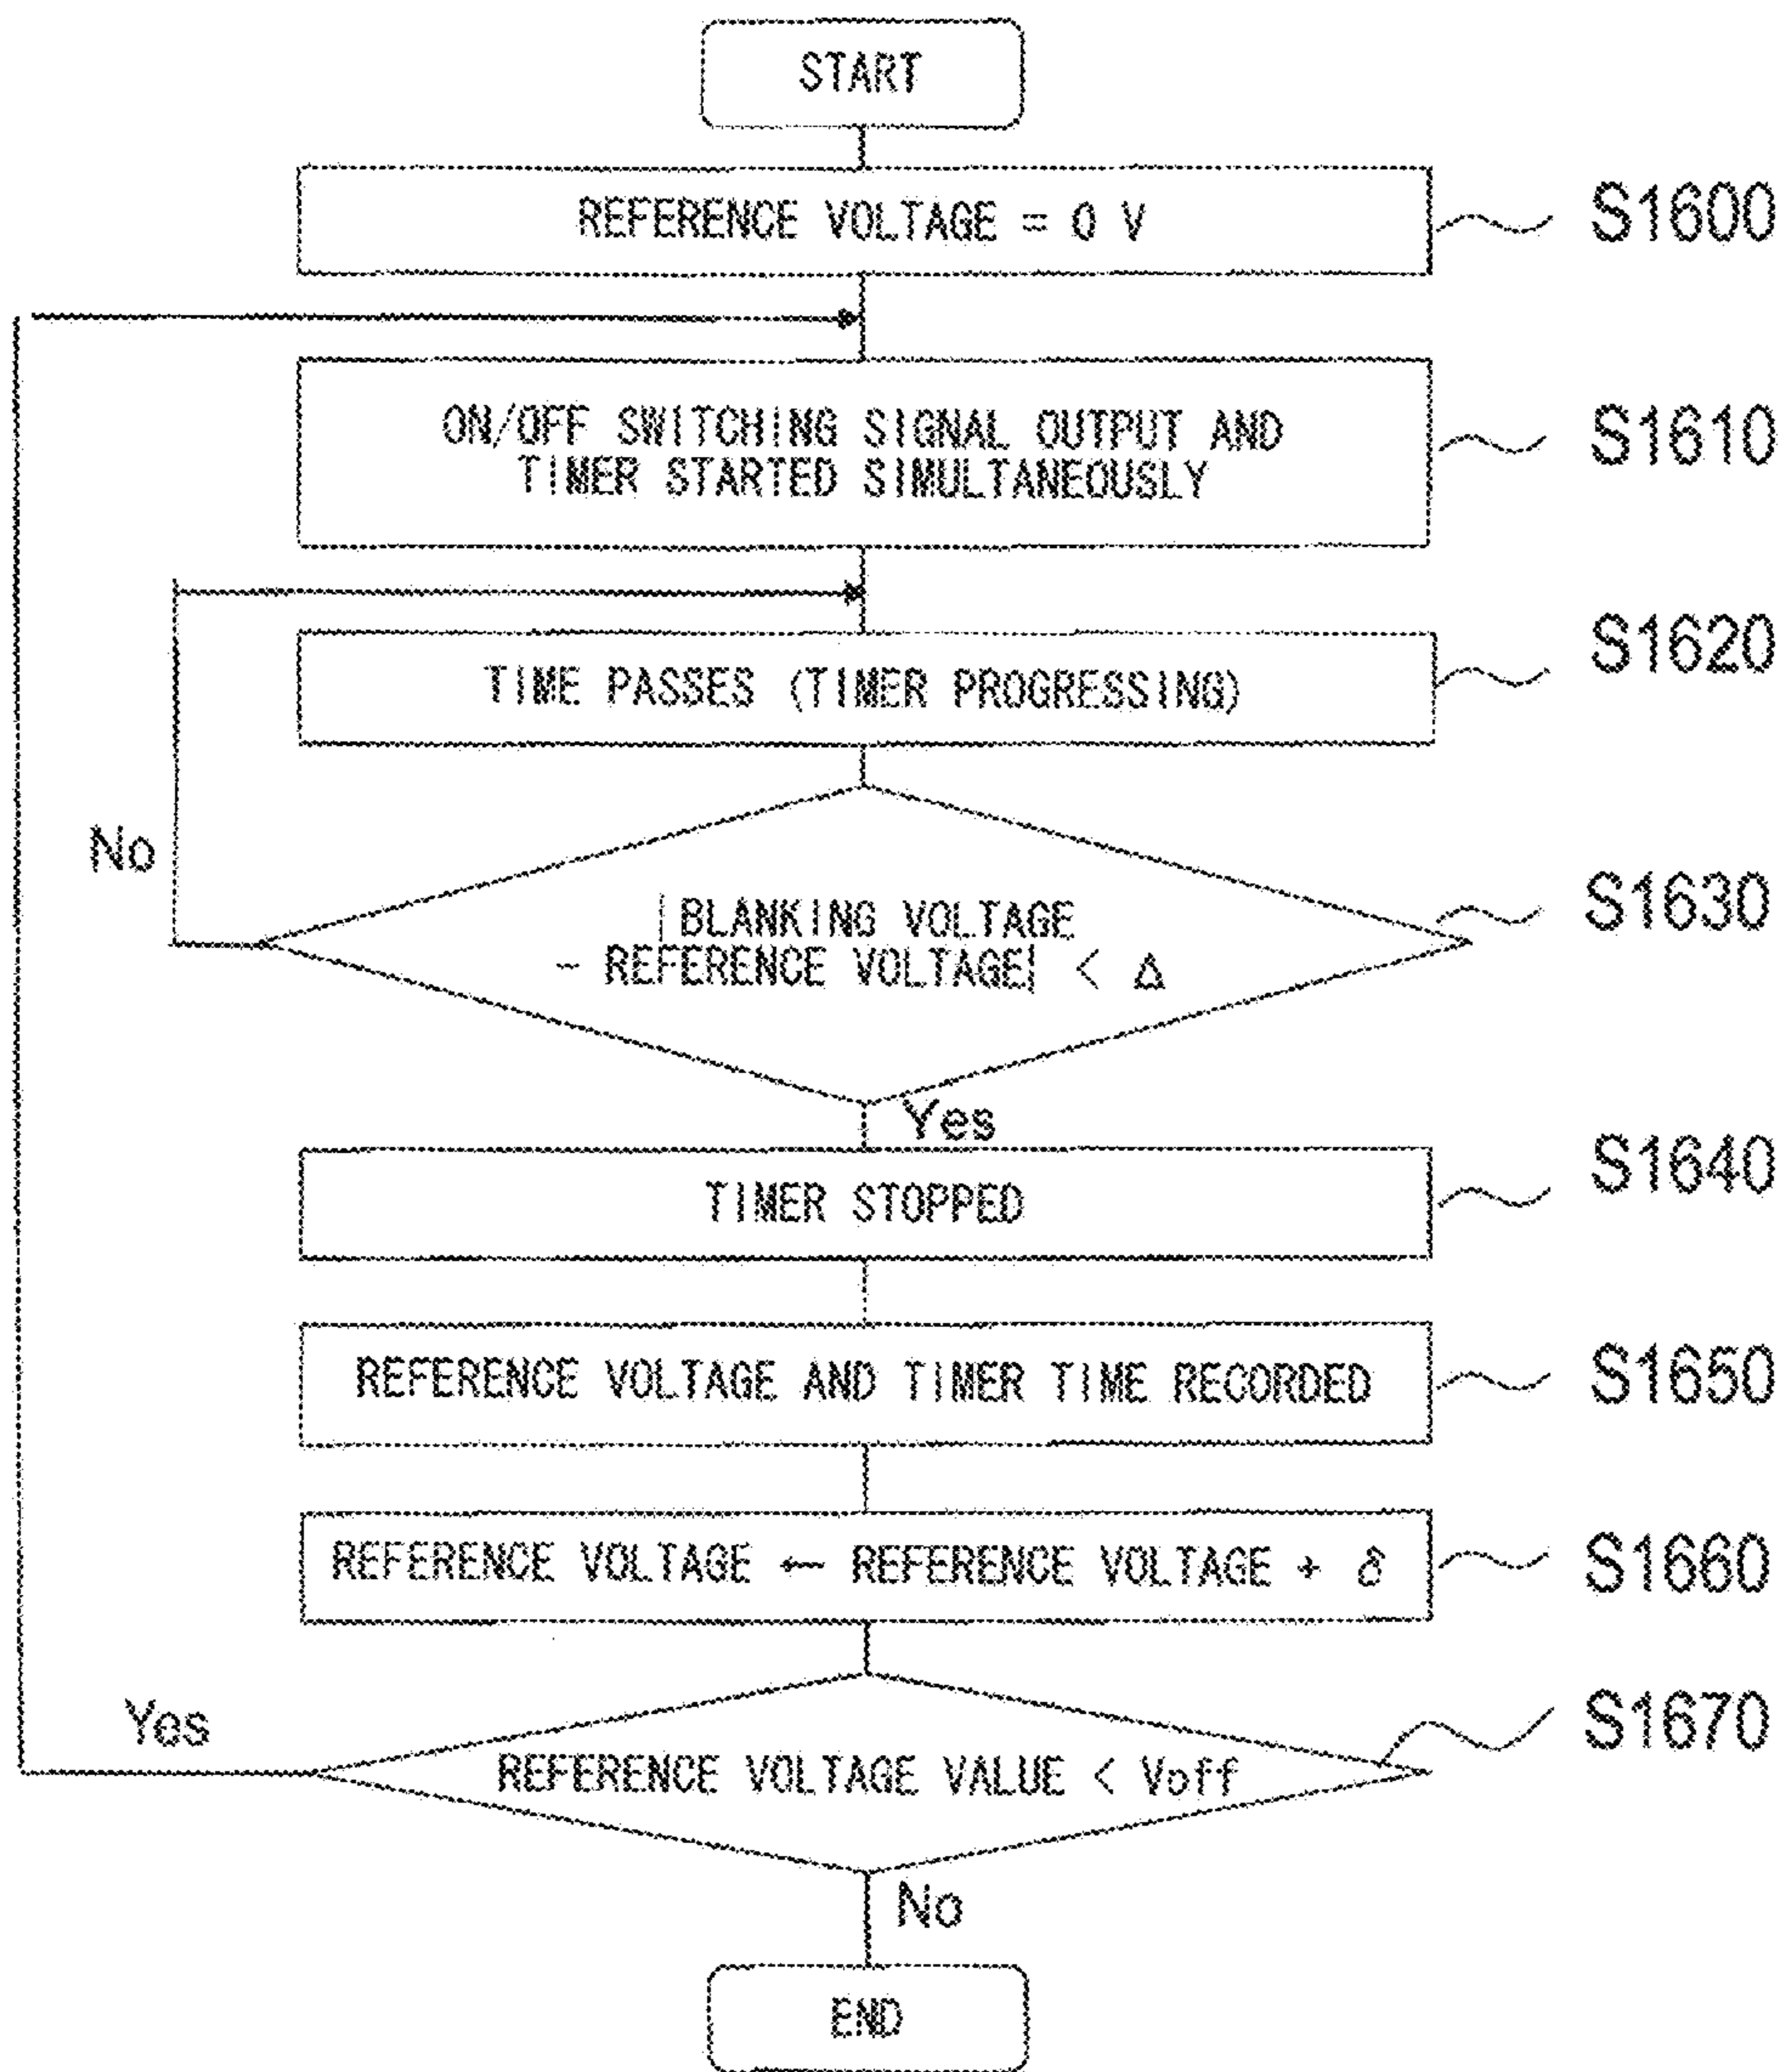 START
REFERENCE VOLTAGE = 0 V
S1600
ON/OFF SWITCHING SIGNAL OUTPUT AND
TIMER STARTED SIMULTANEOUSLY
S1610
TIME PASSES (TIMER PROGRESSING)
S1620
No
|BLANKING VOLTAGE
- REFERENCE VOLTAGE| < Δ
S1630
Yes
TIMER STOPPED
S1640
REFERENCE VOLTAGE AND TIMER TIME RECORDED
S1650
REFERENCE VOLTAGE ← REFERENCE VOLTAGE + δ
S1660
Yes
REFERENCE VOLTAGE VALUE < Voff
S1670
No
END